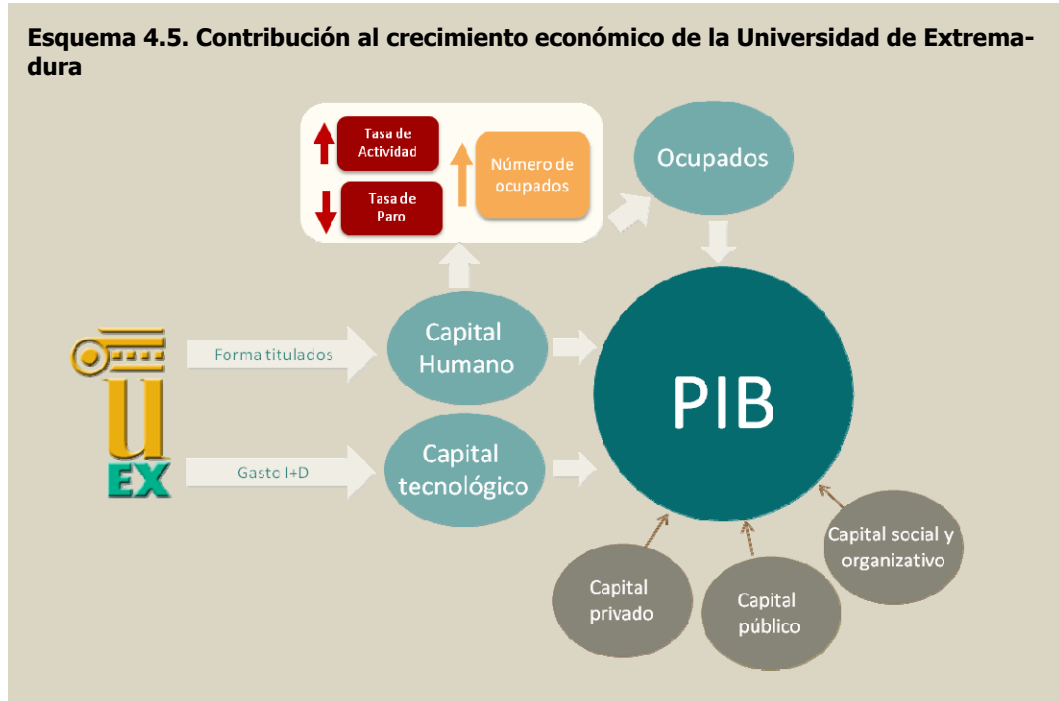 Esquema 4.5. Contribución al crecimiento económico de la Universidad de Extrema-
dura
Tasa de
Actividad
Tasa de
Paro
Número de
ocupados
Ocupados
Forma titulados
Capital
Humano
Gasto I+D
Capital
tecnológico
PIB
u
EX
Capital
privado
Capital
público
Capital social y
organizativo